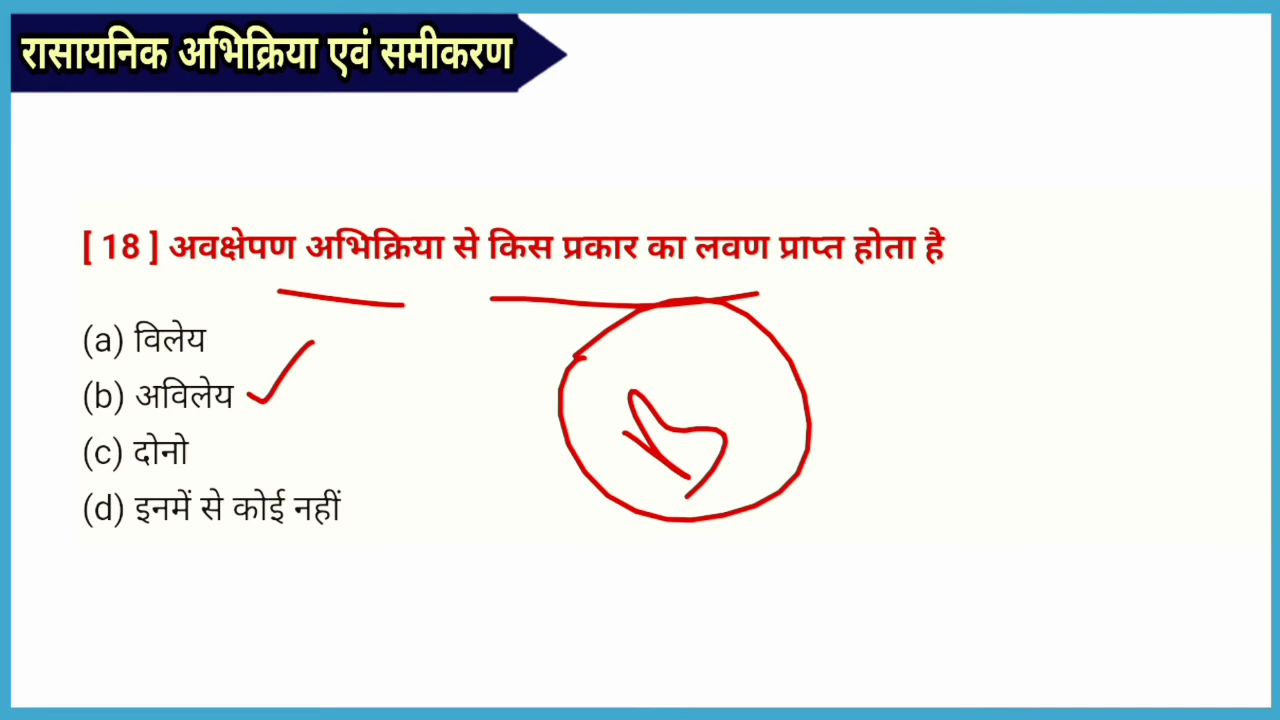 रासायनिक अभिक्रिया एवं समीकरण
[ 18 ] अवक्षेपण अभिक्रिया से किस प्रकार का लवण प्राप्त होता है
(a) विलेय
(b) अविलेय
(c) दोनो
(d) इनमें से कोई नहीं